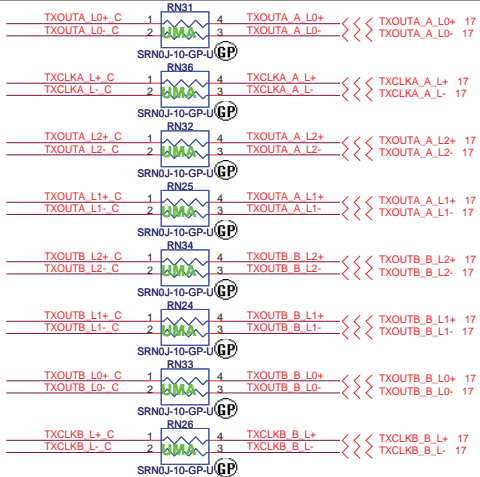 RN31
TXOUTA_L0+_C 1 4 TXOUTA_A_L0+ TXOUTA_A_L0+ 17
TXOUTA_L0-_C 2 UMA 3 TXOUTA_A_L0- TXOUTA_A_L0- 17
SRN0J-10-GP-U GP
RN36
TXCLKA_L+_C 1 4 TXCLKA_A_L+ TXCLKA_A_L+ 17
TXCLKA_L-_C 2 UMA 3 TXCLKA_A_L- TXCLKA_A_L- 17
SRN0J-10-GP-U GP
RN32
TXOUTA_L2+_C 1 4 TXOUTA_A_L2+ TXOUTA_A_L2+ 17
TXOUTA_L2-_C 2 UMA 3 TXOUTA_A_L2- TXOUTA_A_L2- 17
SRN0J-10-GP-U GP
RN25
TXOUTA_L1+_C 1 4 TXOUTA_A_L1+ TXOUTA_A_L1+ 17
TXOUTA_L1-_C 2 UMA 3 TXOUTA_A_L1- TXOUTA_A_L1- 17
SRN0J-10-GP-U GP
RN34
TXOUTB_L2+_C 1 4 TXOUTB_B_L2+ TXOUTB_B_L2+ 17
TXOUTB_L2-_C 2 UMA 3 TXOUTB_B_L2- TXOUTB_B_L2- 17
SRN0J-10-GP-U GP
RN24
TXOUTB_L1+_C 1 4 TXOUTB_B_L1+ TXOUTB_B_L1+ 17
TXOUTB_L1-_C 2 UMA 3 TXOUTB_B_L1- TXOUTB_B_L1- 17
SRN0J-10-GP-U GP
RN33
TXOUTB_L0+_C 1 4 TXOUTB_B_L0+ TXOUTB_B_L0+ 17
TXOUTB_L0-_C 2 UMA 3 TXOUTB_B_L0- TXOUTB_B_L0- 17
SRN0J-10-GP-U GP
RN26
TXCLKB_L+_C 1 4 TXCLKB_B_L+ TXCLKB_B_L+ 17
TXCLKB_L-_C 2 UMA 3 TXCLKB_B_L- TXCLKB_B_L- 17
SRN0J-10-GP-U GP